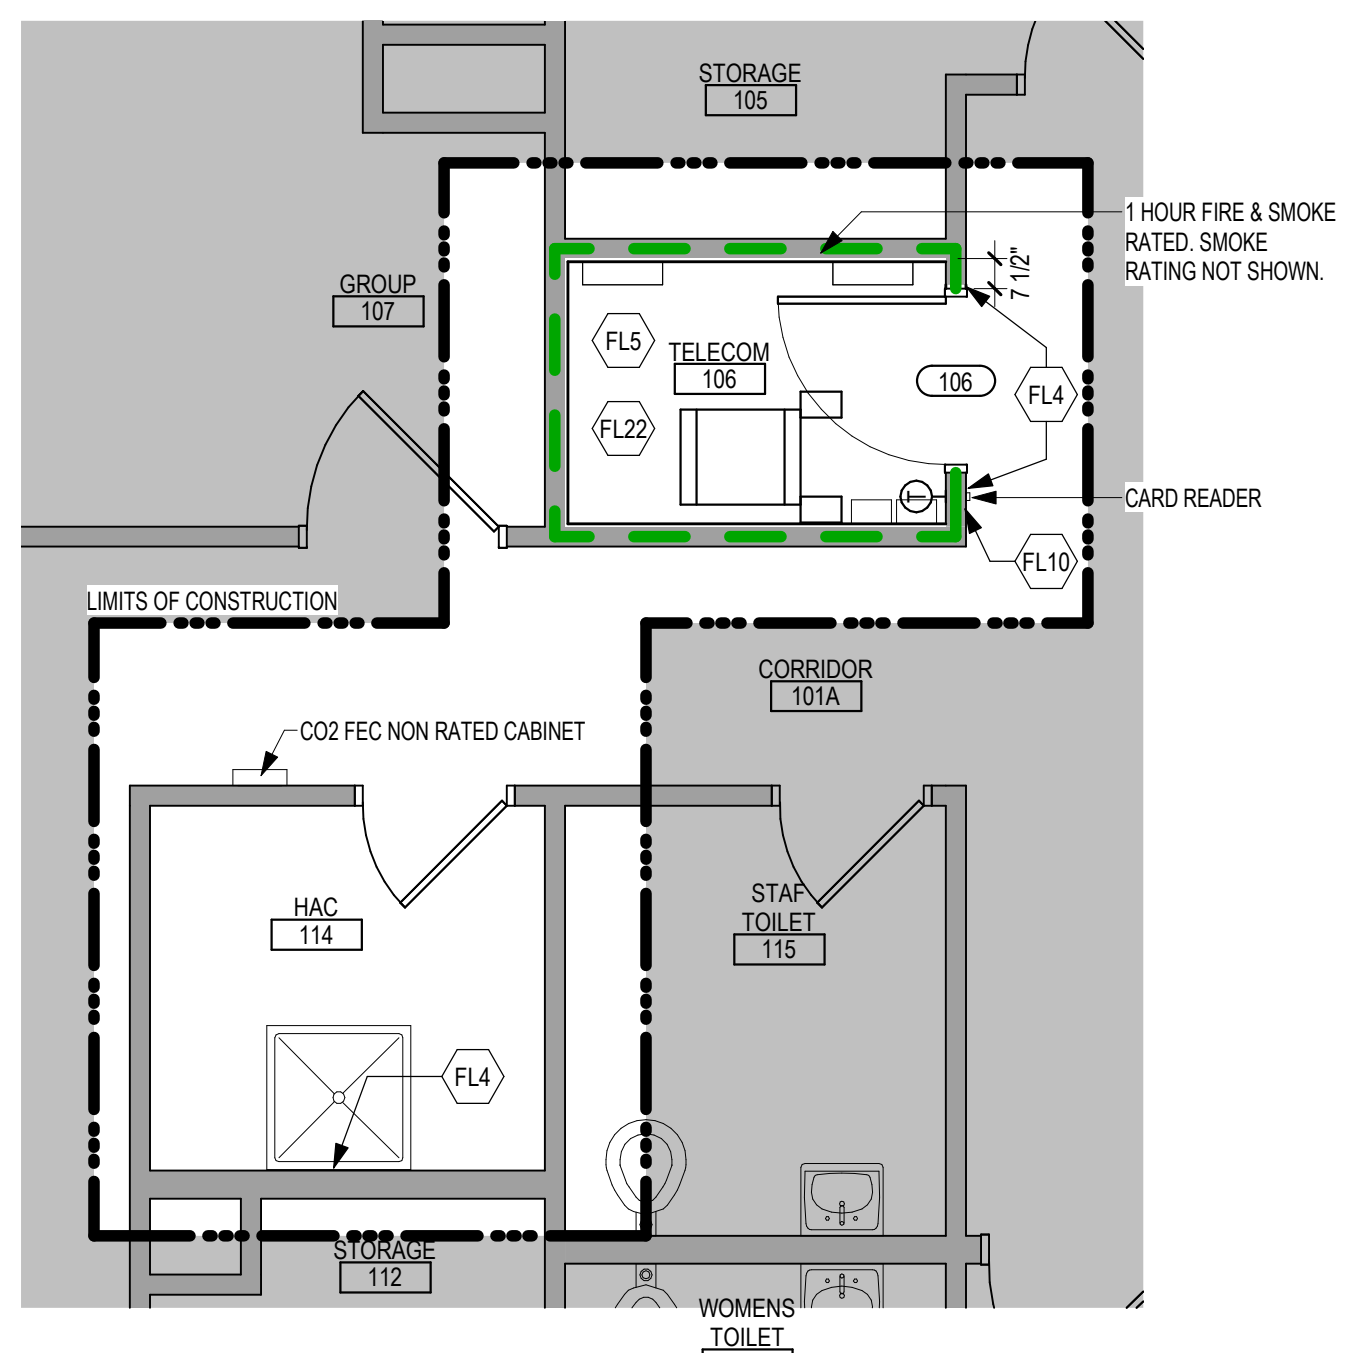 STORAGE
105
1 HOUR FIRE & SMOKE
RATED. SMOKE
RATING NOT SHOWN.
7 1/2"
GROUP
107
FL5
TELECOM
106
106
FL4
FL22
T
CARD READER
FL10
LIMITS OF CONSTRUCTION
CORRIDOR
101A
CO2 FEC NON RATED CABINET
HAC
114
STAF
TOILET
115
FL4
STORAGE
112
WOMENS
TOILET